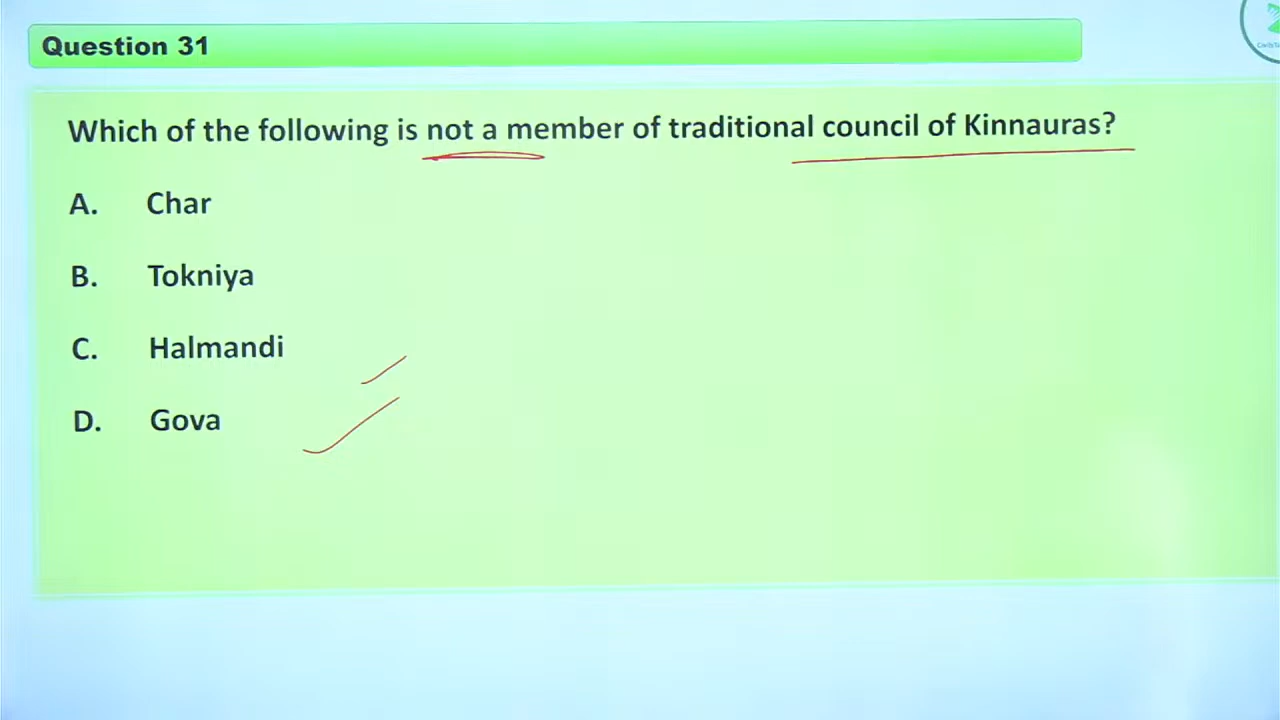 Question 31
Which of the following is not a member of traditional council of Kinnauras?
A. Char
B. Tokniya
C. Halmandi
D. Gova